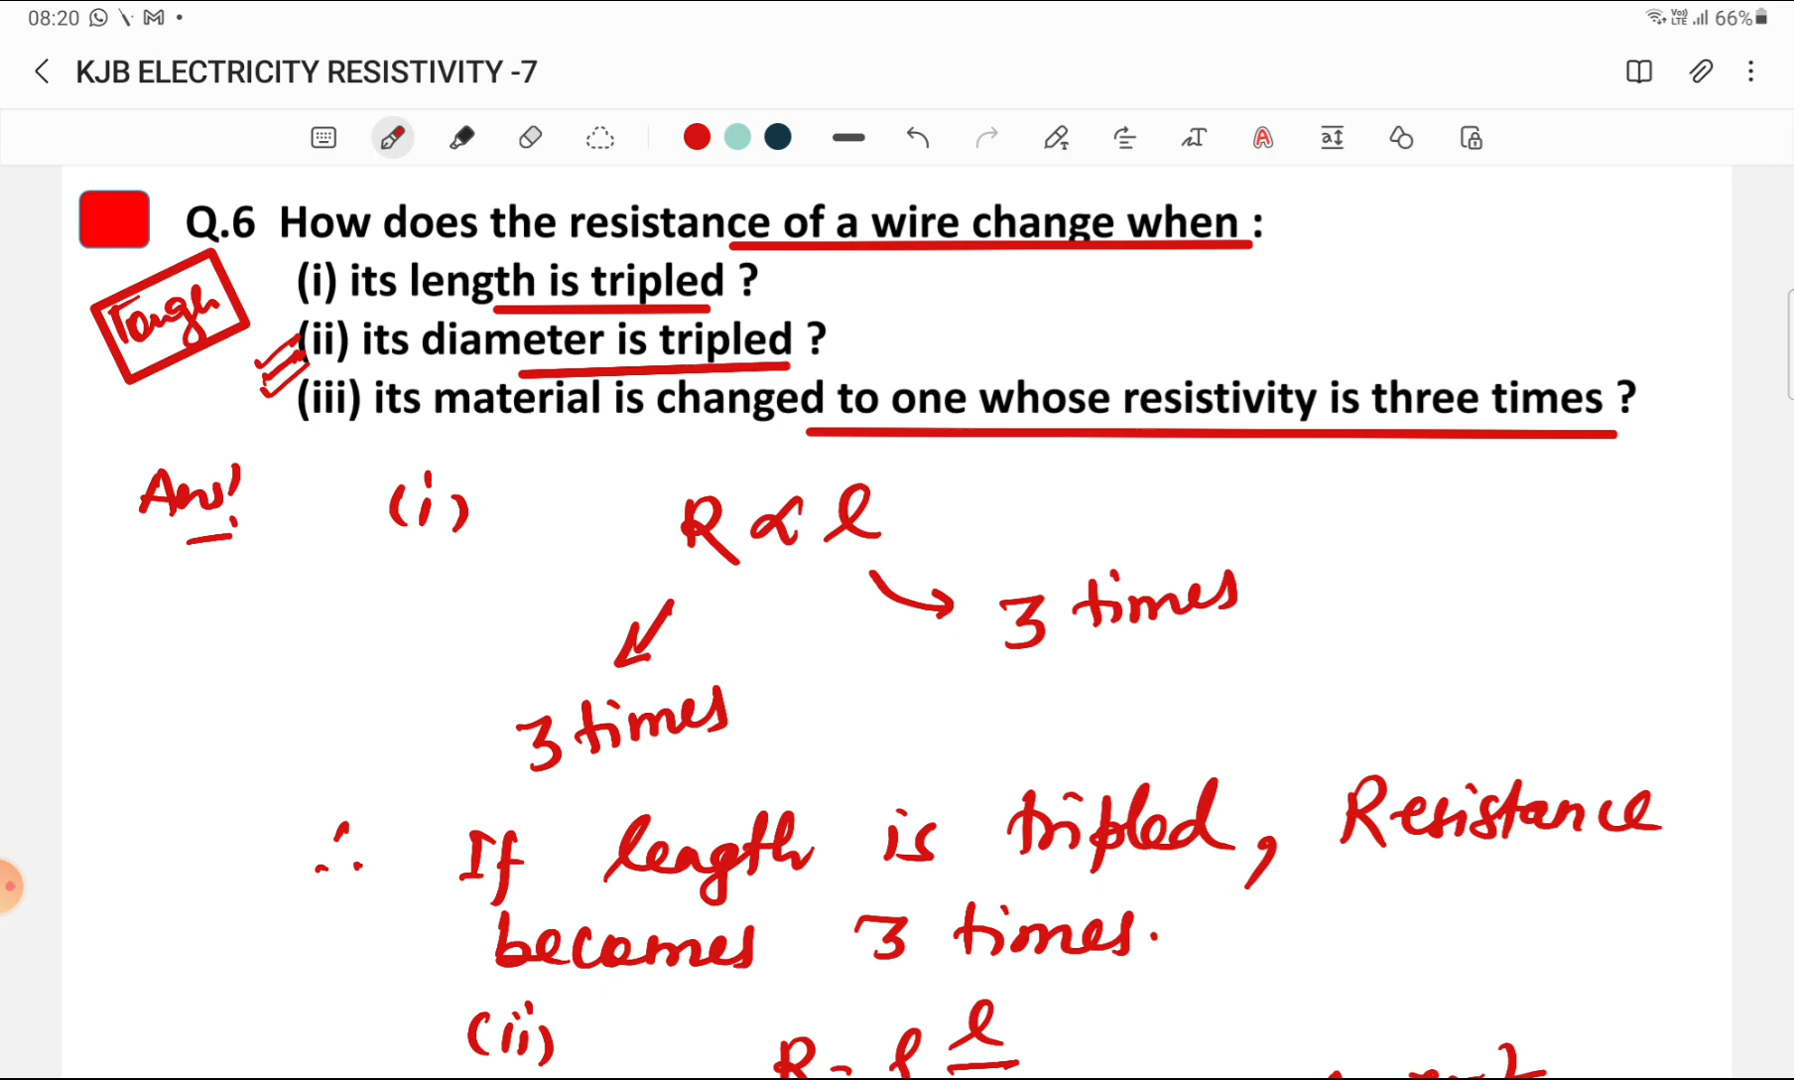 08:20
Vo) LTE 66%
KJB ELECTRICITY RESISTIVITY -7
Q.6 How does the resistance of a wire change when :
(i) its length is tripled ?
Tough
(ii) its diameter is tripled ?
(iii) its material is changed to one whose resistivity is three times ?
Ans! (i) R ∝ l
3 times
3 times
∴ If length is tripled, Resistance
becomes 3 times.
(ii) R = ρ l